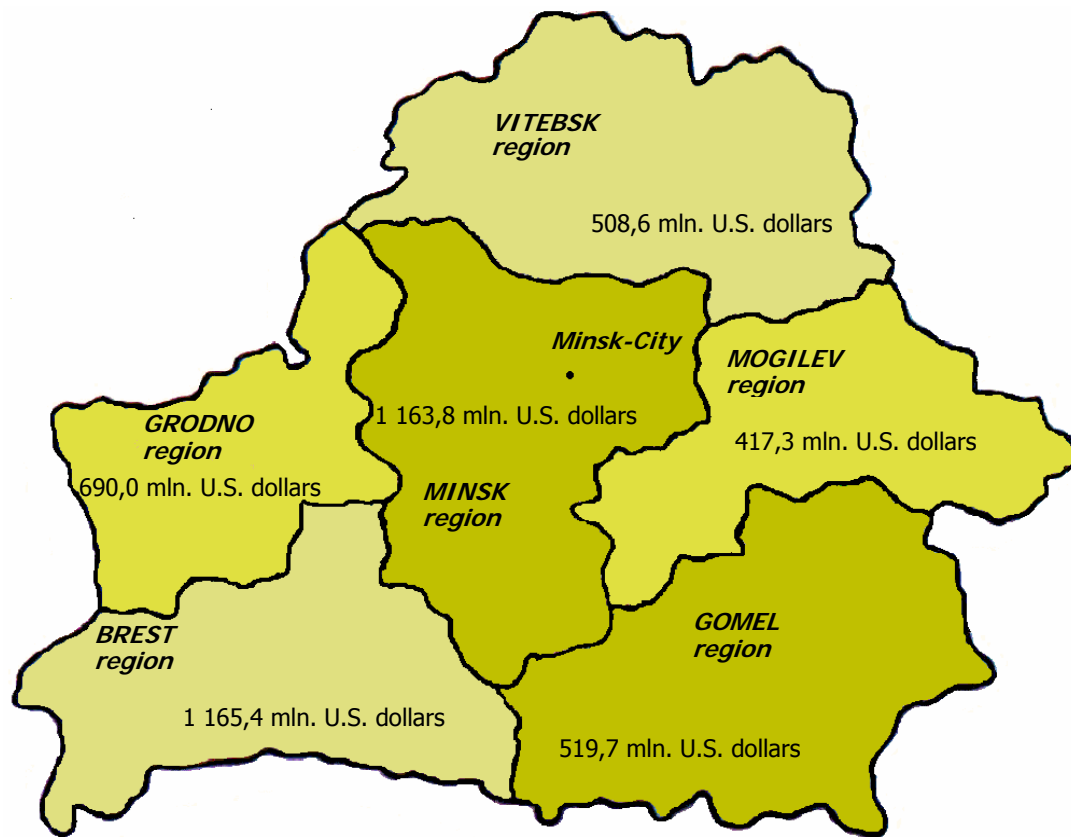 VITEBSK
region
508,6 mln. U.S. dollars
Minsk-City
1 163,8 mln. U.S. dollars
MOGILEV
region
417,3 mln. U.S. dollars
GRODNO
region
690,0 mln. U.S. dollars
MINSK
region
BREST
region
1 165,4 mln. U.S. dollars
GOMEL
region
519,7 mln. U.S. dollars